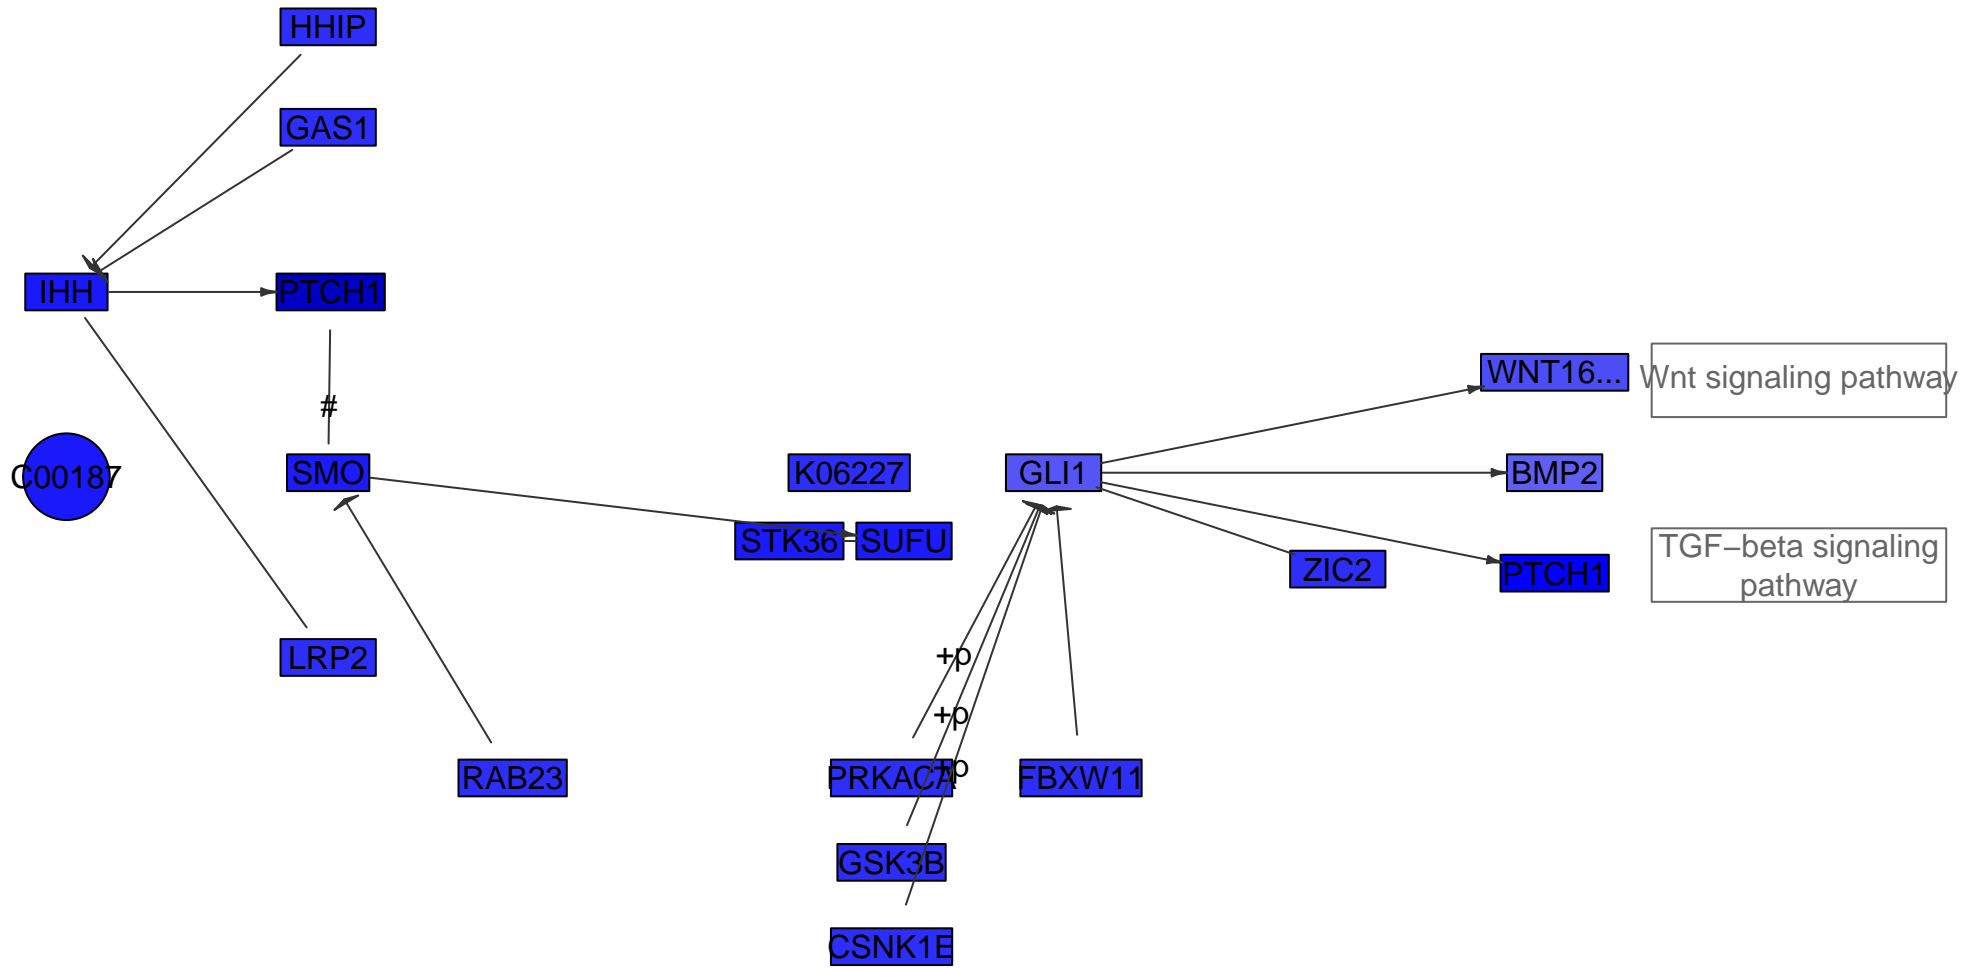 HHIP
GAS1
IHH
PTCH1
WNT16...
Wnt signaling pathway
#
C00187
SMO
K06227
GLI1
BMP2
STK36
SUFU
TGF−beta signaling
pathway
ZIC2
PTCH1
LRP2
+p
+p
+p
RAB23
PRKACA
FBXW11
GSK3B
CSNK1E